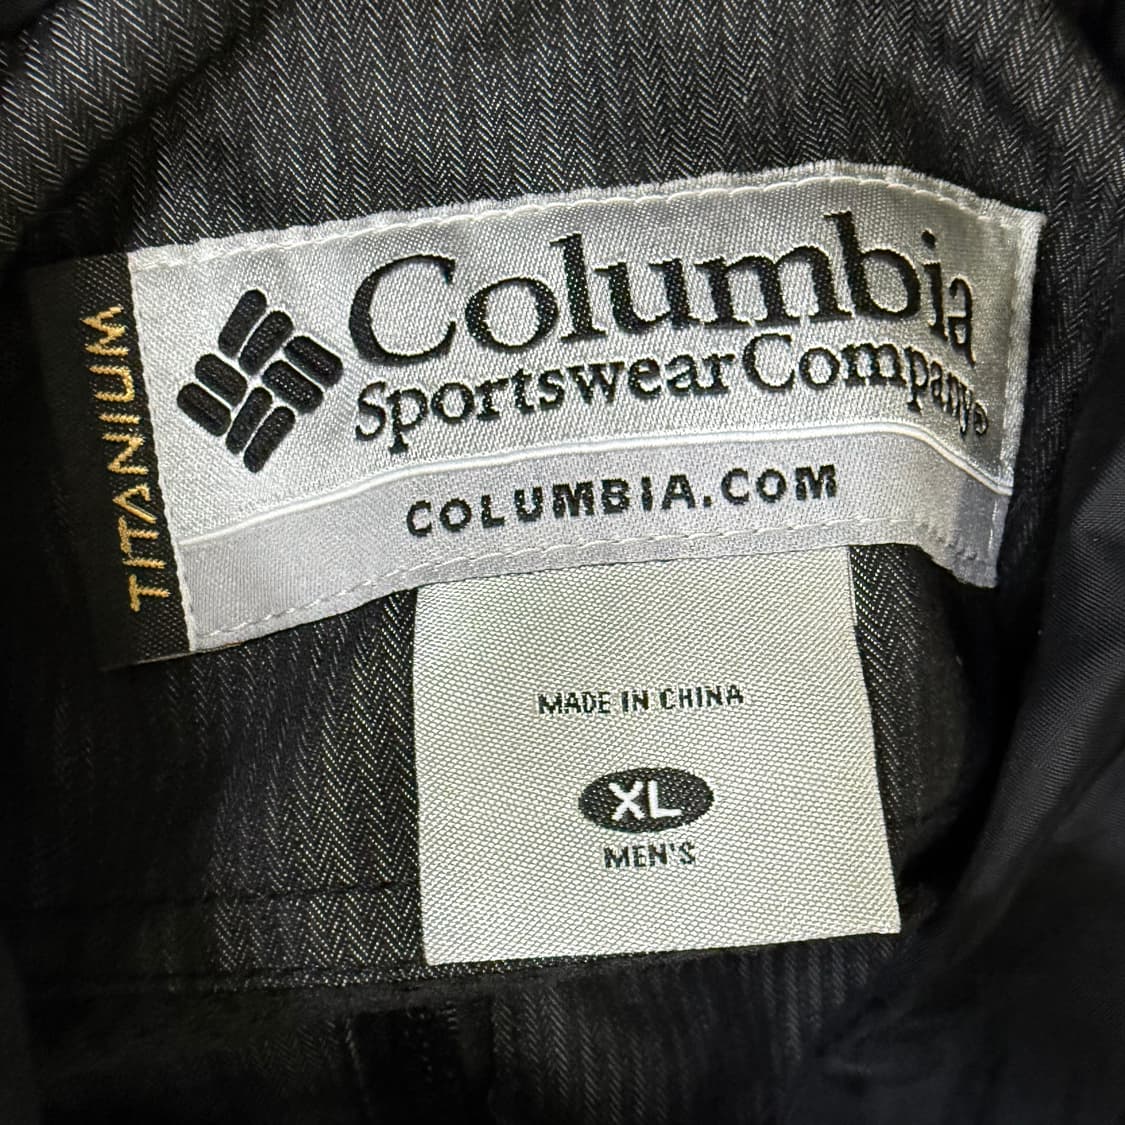 TITANIUM
Columbia
Sportswear Company®
COLUMBIA.COM
MADE IN CHINA
XL
MEN'S